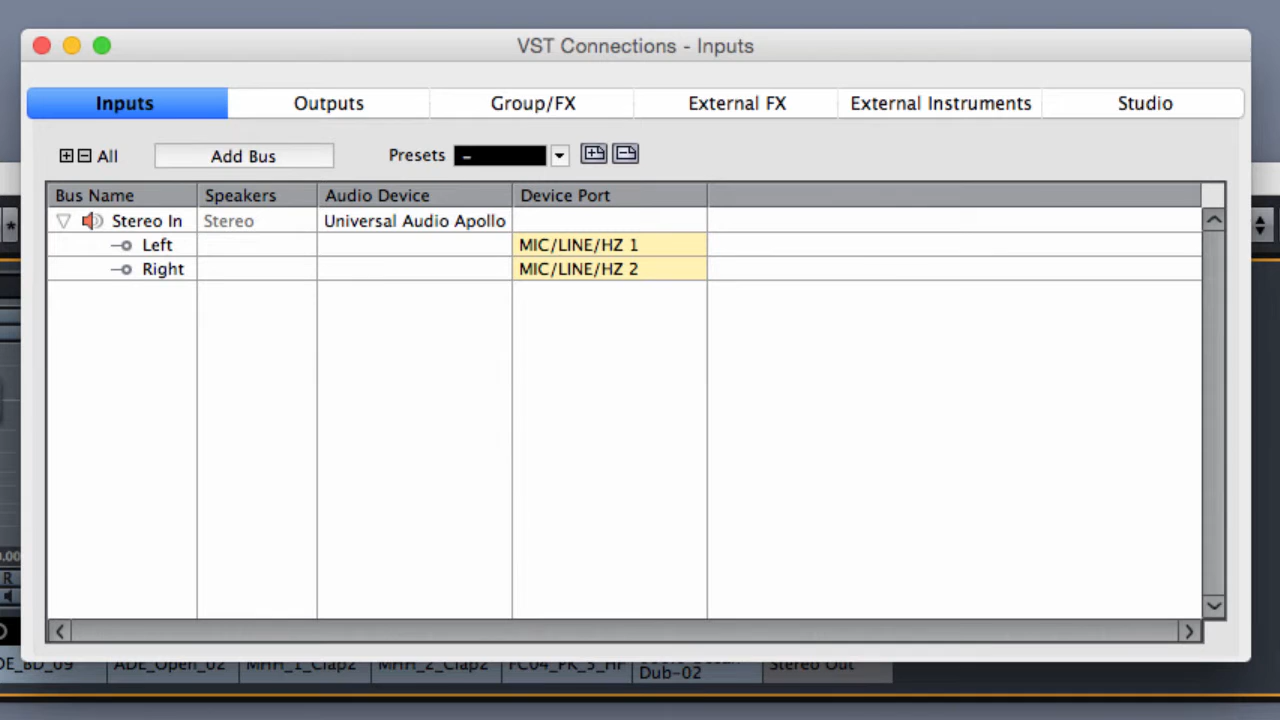 VST Connections - Inputs
Inputs Outputs Group/FX External FX External Instruments Studio
All Add Bus Presets –
Bus Name Speakers Audio Device Device Port
Stereo In Stereo Universal Audio Apollo
Left MIC/LINE/HZ 1
Right MIC/LINE/HZ 2
R
ADE_Open_02 MHH_1_Clap2 MHH_2_Clap2 Stereo Out
Dub-02